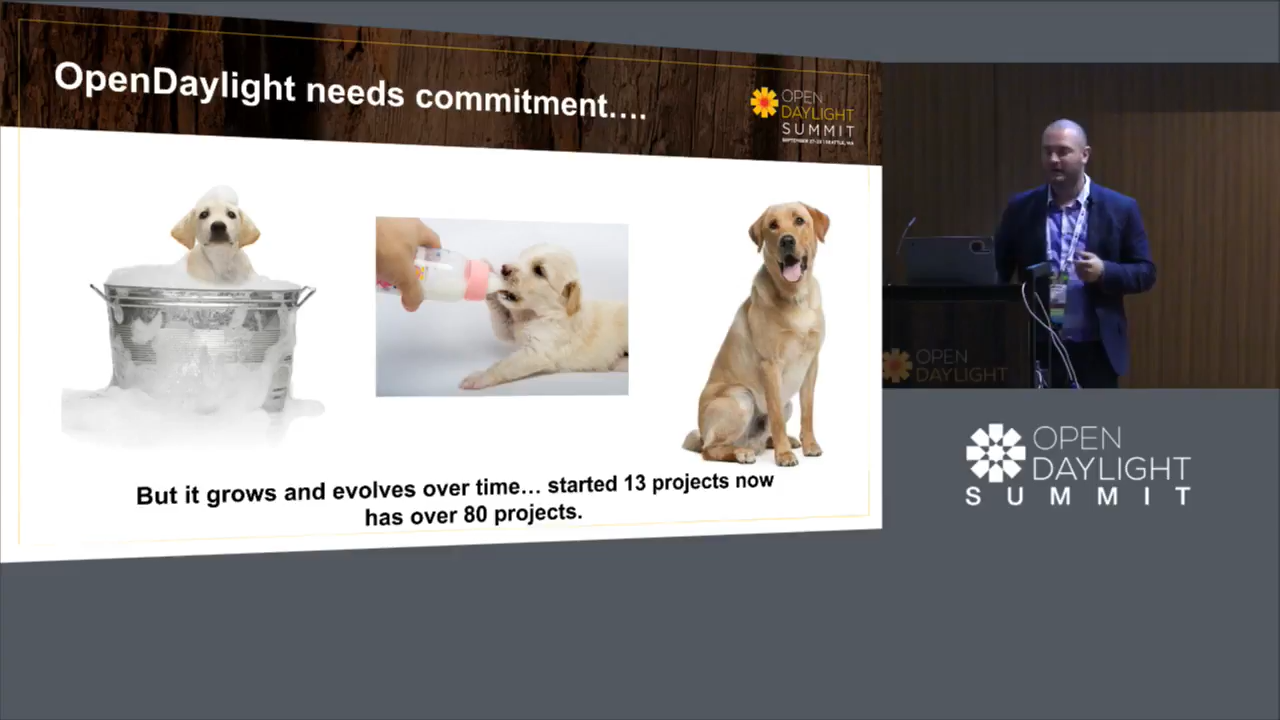 OpenDaylight needs commitment....
OPEN
DAYLIGHT
SUMMIT
SEPTEMBER 27-29 | SEATTLE, WA
But it grows and evolves over time... started 13 projects now
has over 80 projects.
OPEN
DAYLIGHT
OPEN
DAYLIGHT
SUMMIT